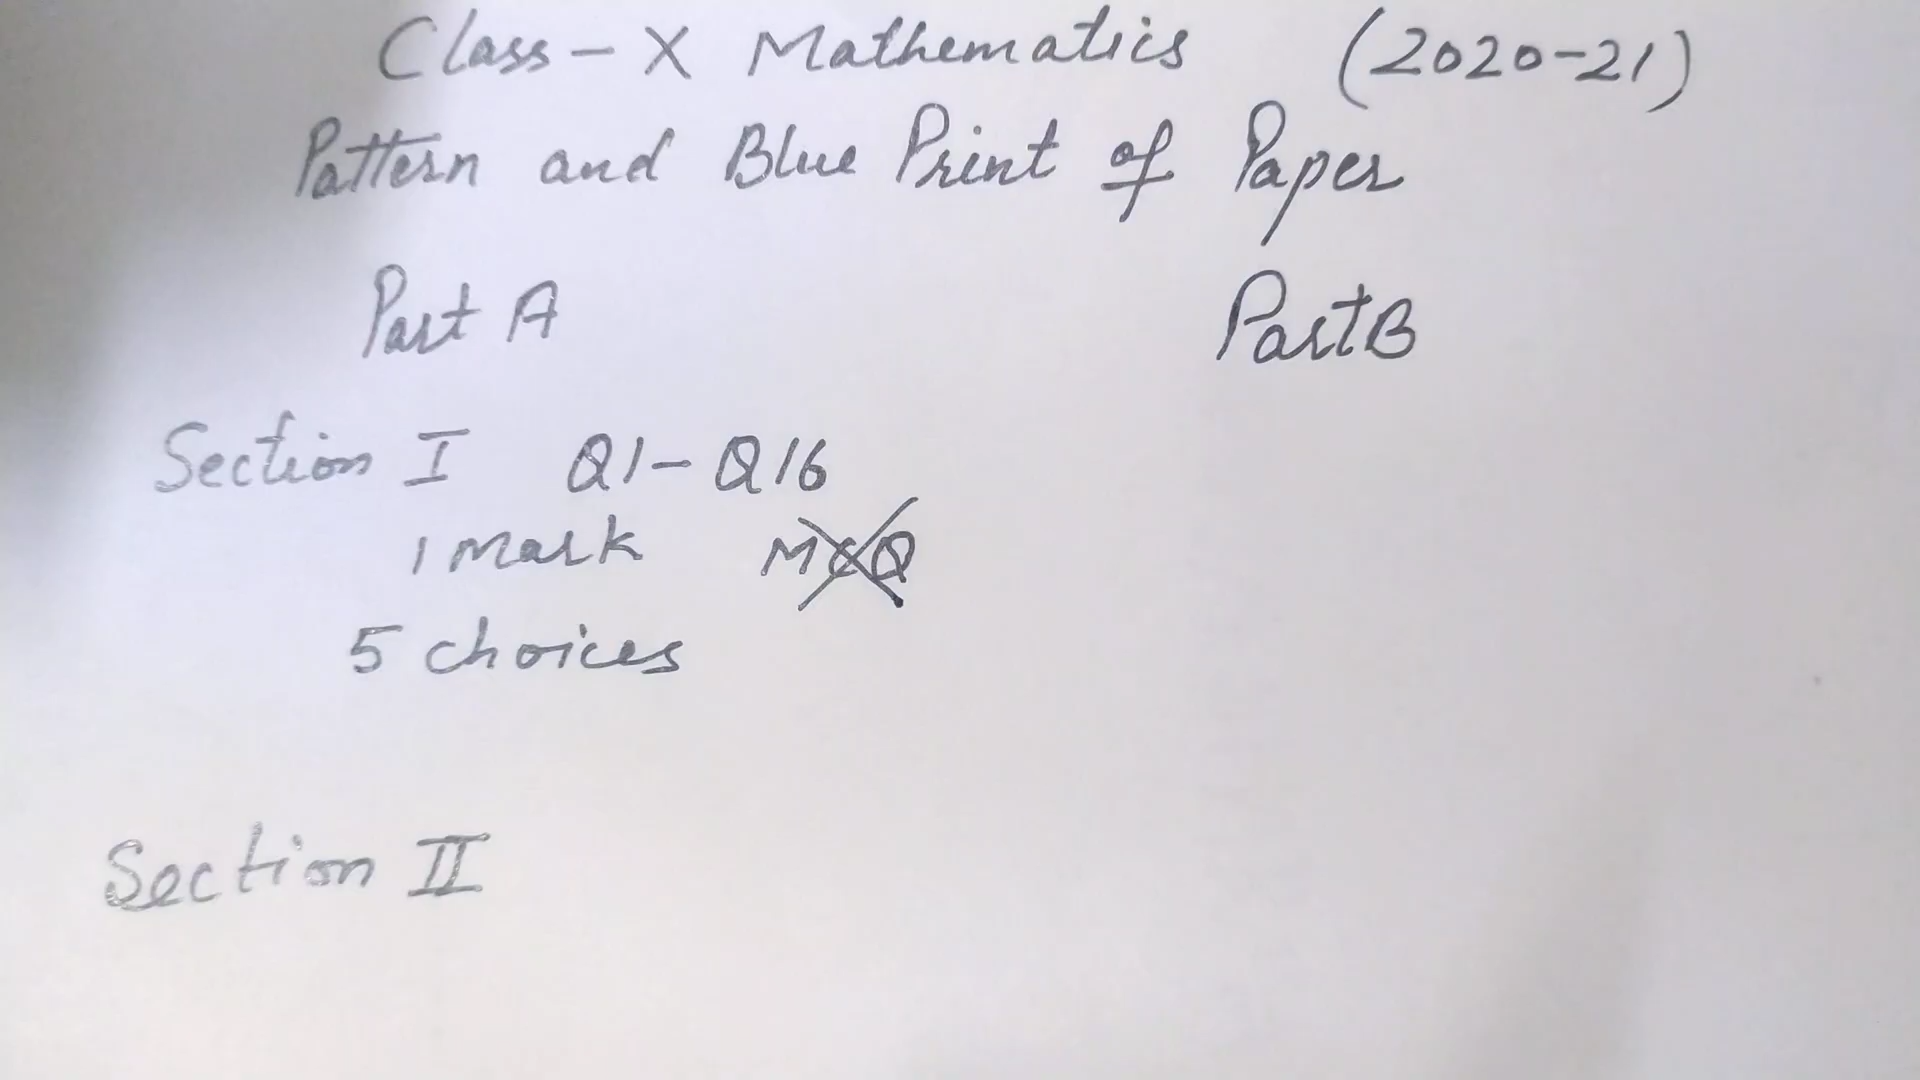 Class - X Mathematics (2020-21)
Pattern and Blue Print of Paper
Part A Part B
Section I Q1 - Q16
1 Mark MCQ
5 choices
Section II